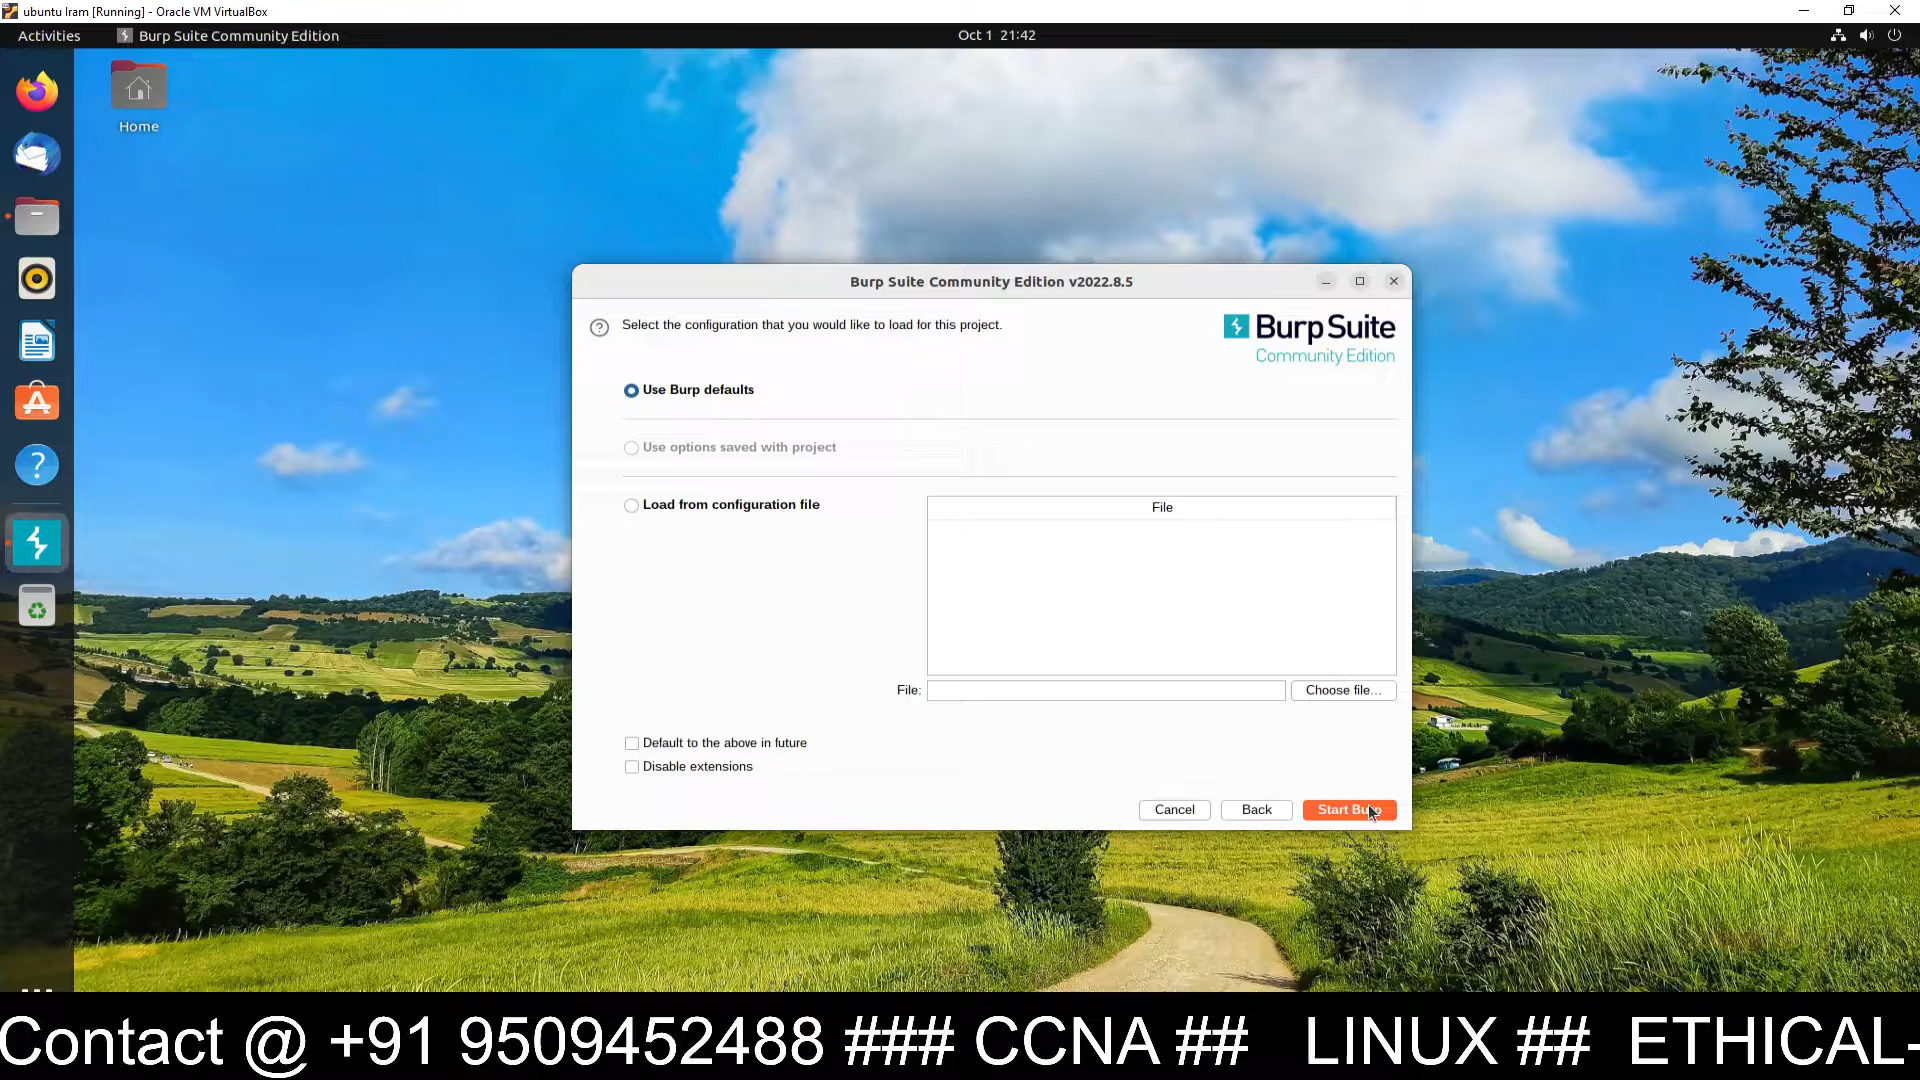 ubuntu Iram [Running] - Oracle VM VirtualBox
Activities
Burp Suite Community Edition
Oct 1 21:42
Home
Burp Suite Community Edition v2022.8.5
Select the configuration that you would like to load for this project.
Burp Suite
Community Edition
Use Burp defaults
Use options saved with project
Load from configuration file
File
File:
Choose file...
Default to the above in future
Disable extensions
Cancel
Back
Start Burp
Contact @ +91 9509452488 ### CCNA ## LINUX ## ETHICAL-